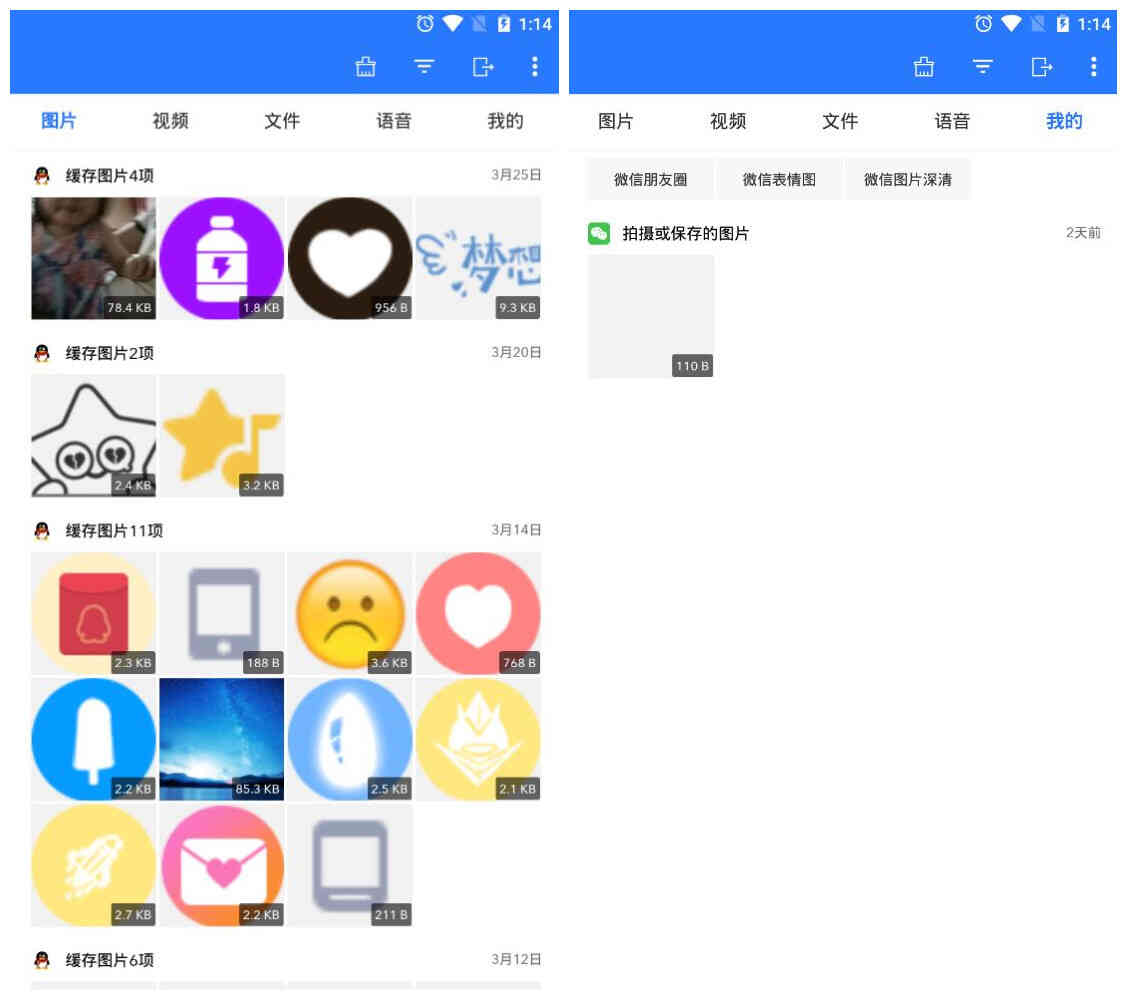 1:14
图片 视频 文件 语音 我的
缓存图片4项 3月25日
78.4 KB 1.8 KB 956 B 9.3 KB
梦想
缓存图片2项 3月20日
2.4 KB 3.2 KB
缓存图片11项 3月14日
2.3 KB 188 B 3.6 KB 768 B
2.2 KB 85.3 KB 2.5 KB 2.1 KB
2.7 KB 2.2 KB 211 B
缓存图片6项 3月12日
1:14
图片 视频 文件 语音 我的
微信朋友圈 微信表情图 微信图片深清
拍摄或保存的图片 2天前
110 B